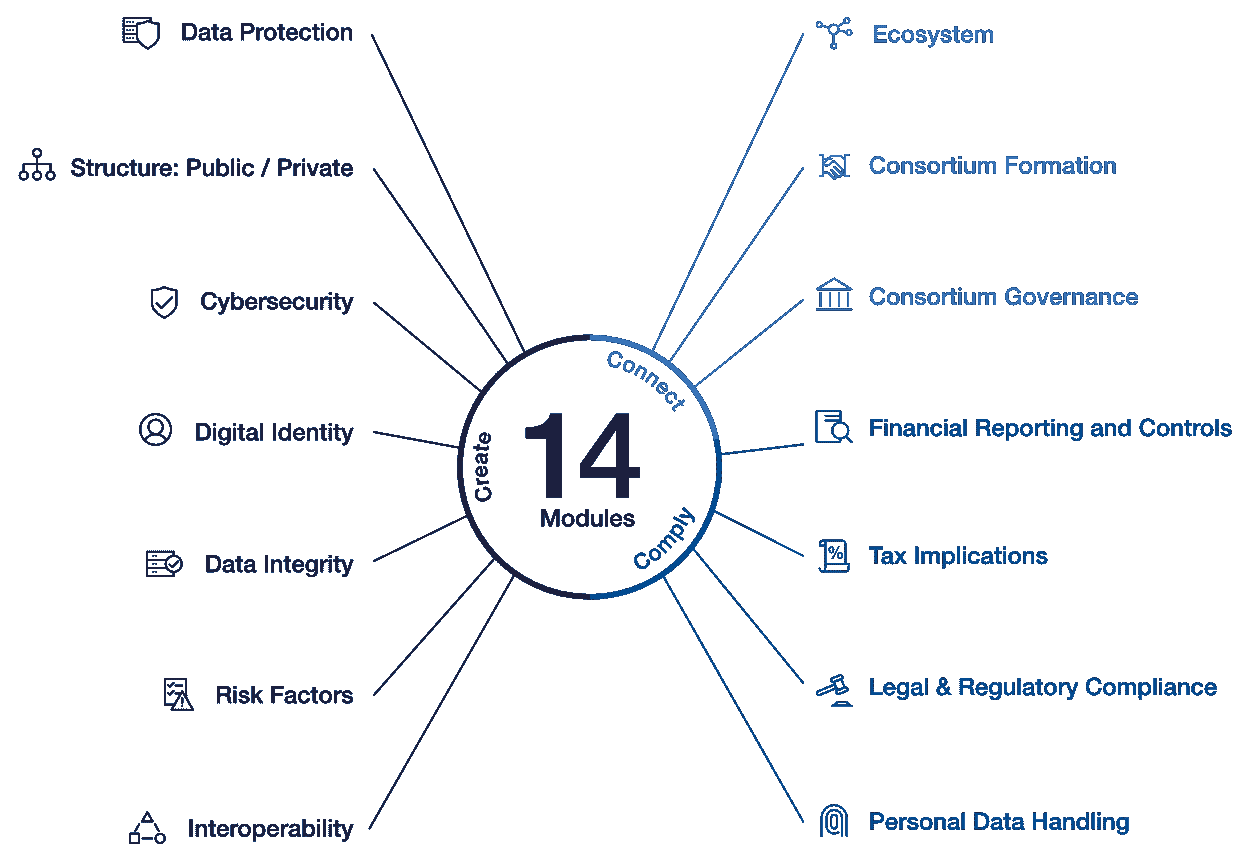 Data Protection
Structure: Public / Private
Cybersecurity
Digital Identity
Data Integrity
Risk Factors
Interoperability
Create
Connect
Comply
14
Modules
Ecosystem
Consortium Formation
Consortium Governance
Financial Reporting and Controls
%
Tax Implications
Legal & Regulatory Compliance
Personal Data Handling